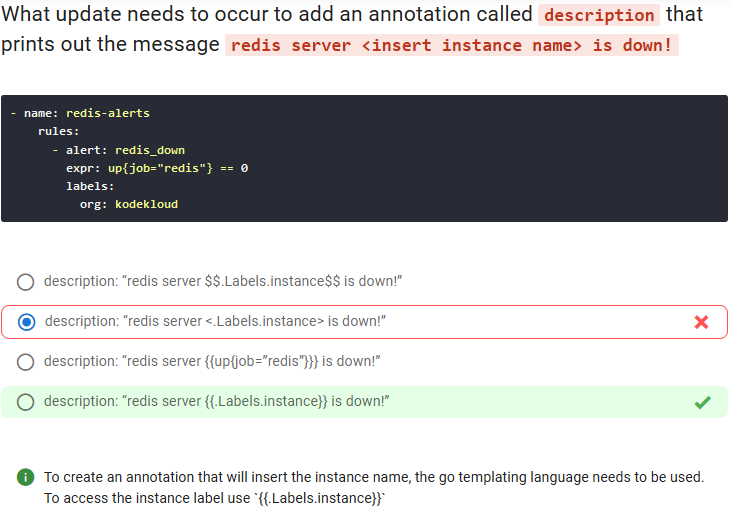 What update needs to occur to add an annotation called description that
prints out the message redis server <insert instance name> is down!
- name: redis-alerts
rules:
- alert: redis_down
expr: up{job="redis"} == 0
labels:
org: kodekloud
description: “redis server $$.Labels.instance$$ is down!”
description: “redis server <.Labels.instance> is down!”
description: “redis server {{up{job=”redis”}}} is down!”
description: “redis server {{.Labels.instance}} is down!”
To create an annotation that will insert the instance name, the go templating language needs to be used.
To access the instance label use `{{.Labels.instance}}`